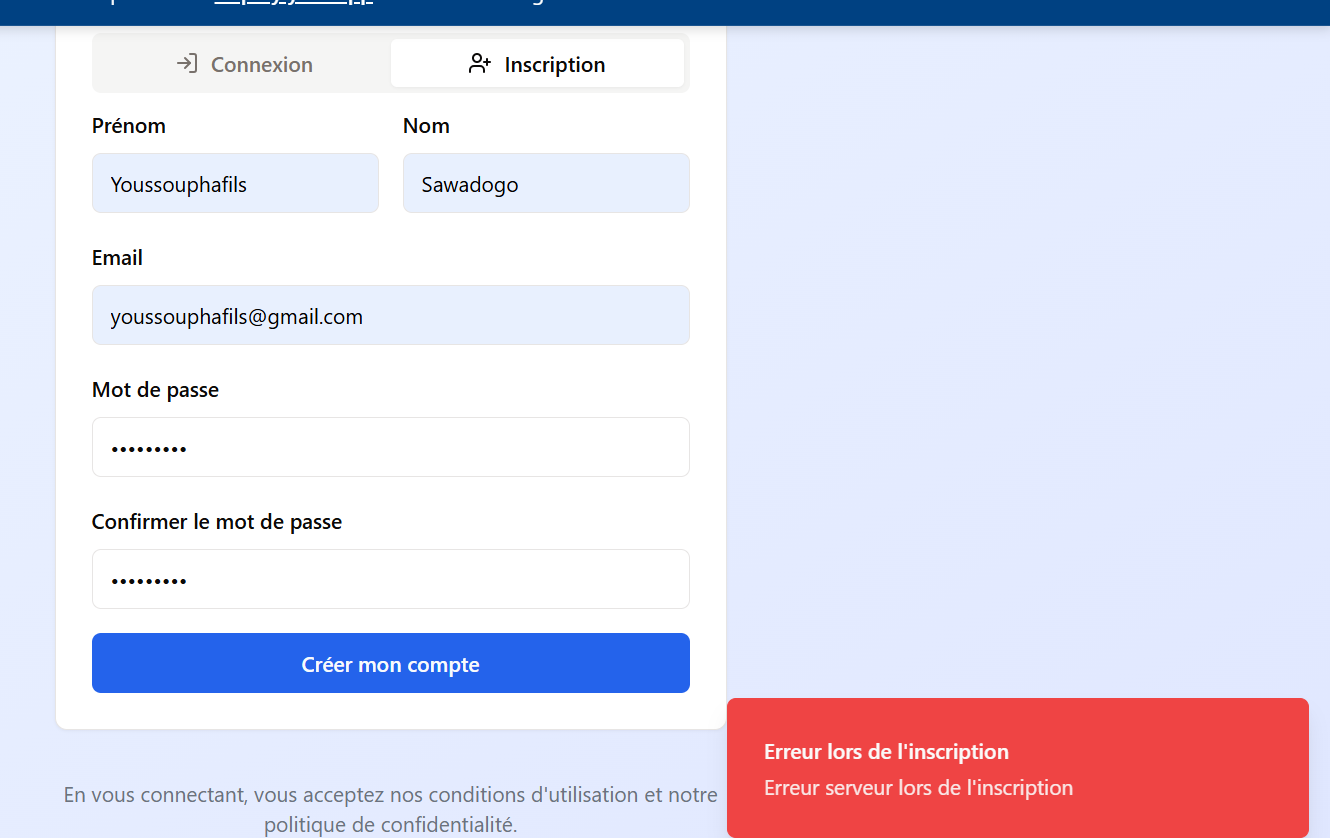 Connexion
Inscription
Prénom
Nom
Youssouphafils
Sawadogo
Email
youssouphafils@gmail.com
Mot de passe
•••••••••
Confirmer le mot de passe
•••••••••
Créer mon compte
Erreur lors de l'inscription
Erreur serveur lors de l'inscription
En vous connectant, vous acceptez nos conditions d'utilisation et notre
politique de confidentialité.